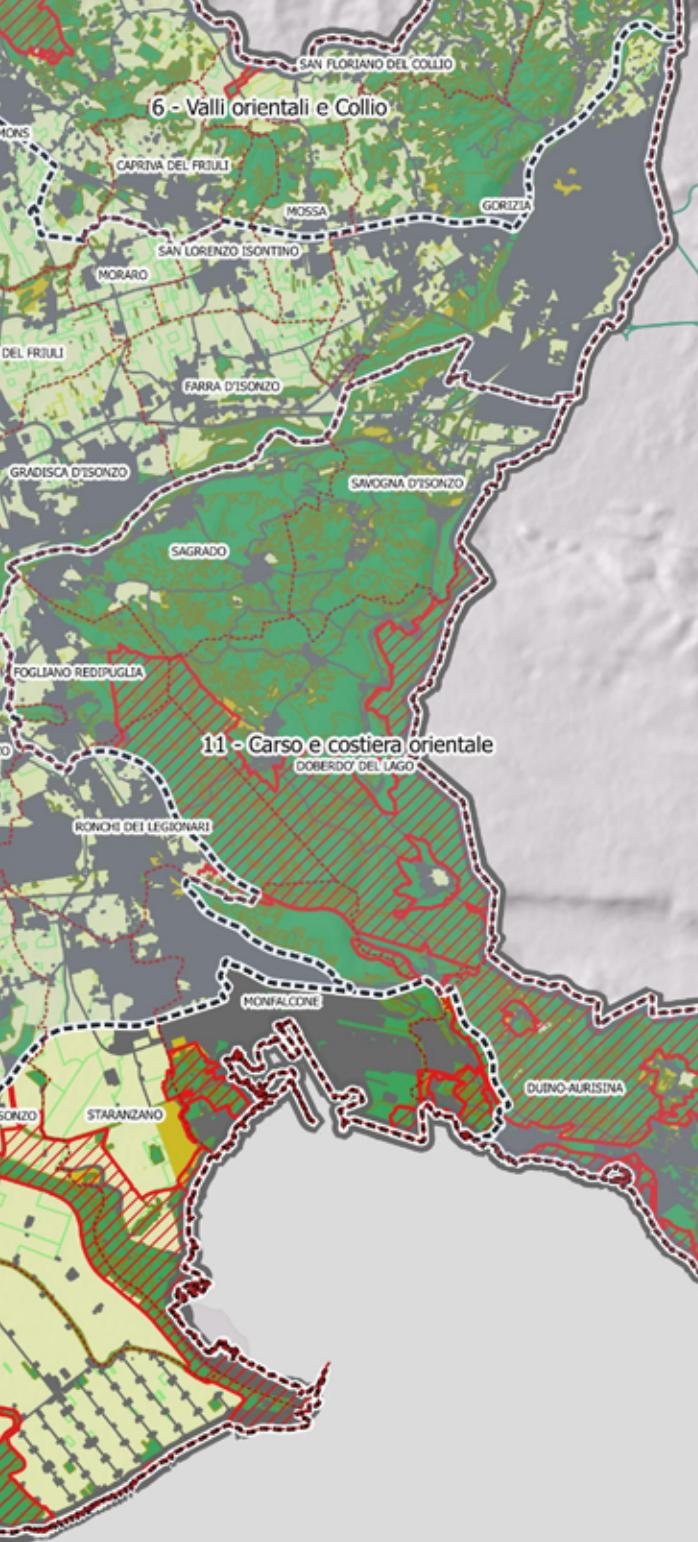 SAN FLORIANO DEL COLLIO
6 - Valli orientali e Collio
MONS
CAPRIVA DEL FRIULI
GORIZIA
MOSSA
SAN LORENZO ISONTINO
MORARO
DEL FRIULI
FARRA D'ISONZO
GRADISCA D'ISONZO
SAVOGNA D'ISONZO
SAGRADO
FOGLIANO REDIPUGLIA
11 - Carso e costiera orientale
ZO
DOBERDO' DEL LAGO
RONCHI DEI LEGIONARI
MONFALCONE
DUINO-AURISINA
SONZO
STARANZANO